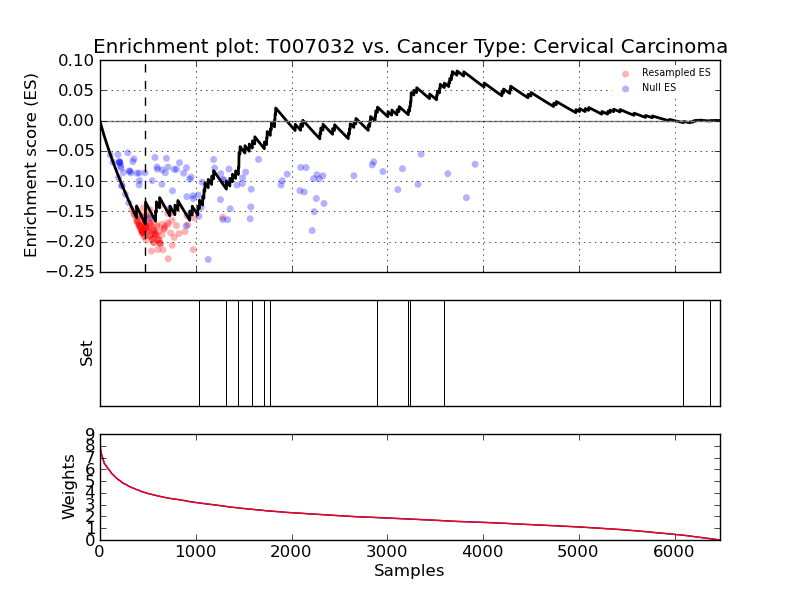 Enrichment plot: T007032 vs. Cancer Type: Cervical Carcinoma
Enrichment score (ES)
0.10
0.05
0.00
−0.05
−0.10
−0.15
−0.20
−0.25
Resampled ES
Null ES
Set
Weights
9
8
7
6
5
4
3
2
1
0
0 1000 2000 3000 4000 5000 6000
Samples